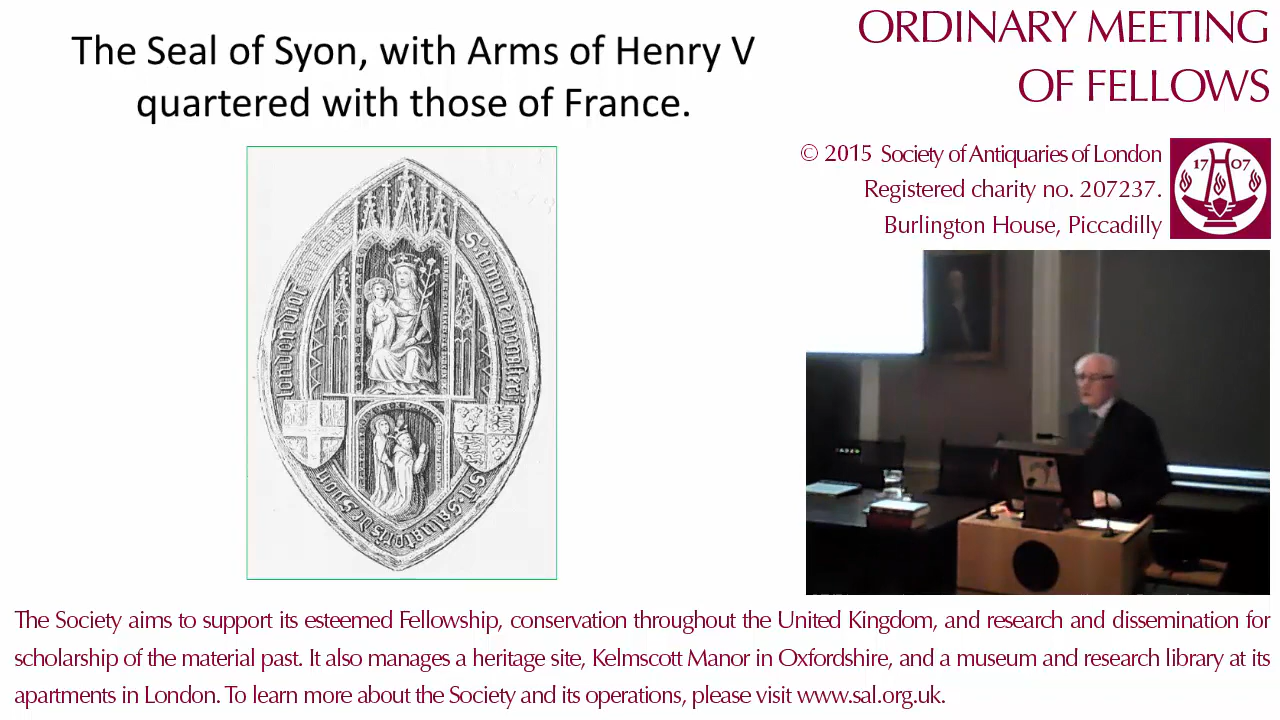 The Seal of Syon, with Arms of Henry V
quartered with those of France.
ORDINARY MEETING
OF FELLOWS
© 2015 Society of Antiquaries of London
Registered charity no. 207237.
Burlington House, Piccadilly
17 07
The Society aims to support its esteemed Fellowship, conservation throughout the United Kingdom, and research and dissemination for
scholarship of the material past. It also manages a heritage site, Kelmscott Manor in Oxfordshire, and a museum and research library at its
apartments in London. To learn more about the Society and its operations, please visit www.sal.org.uk.